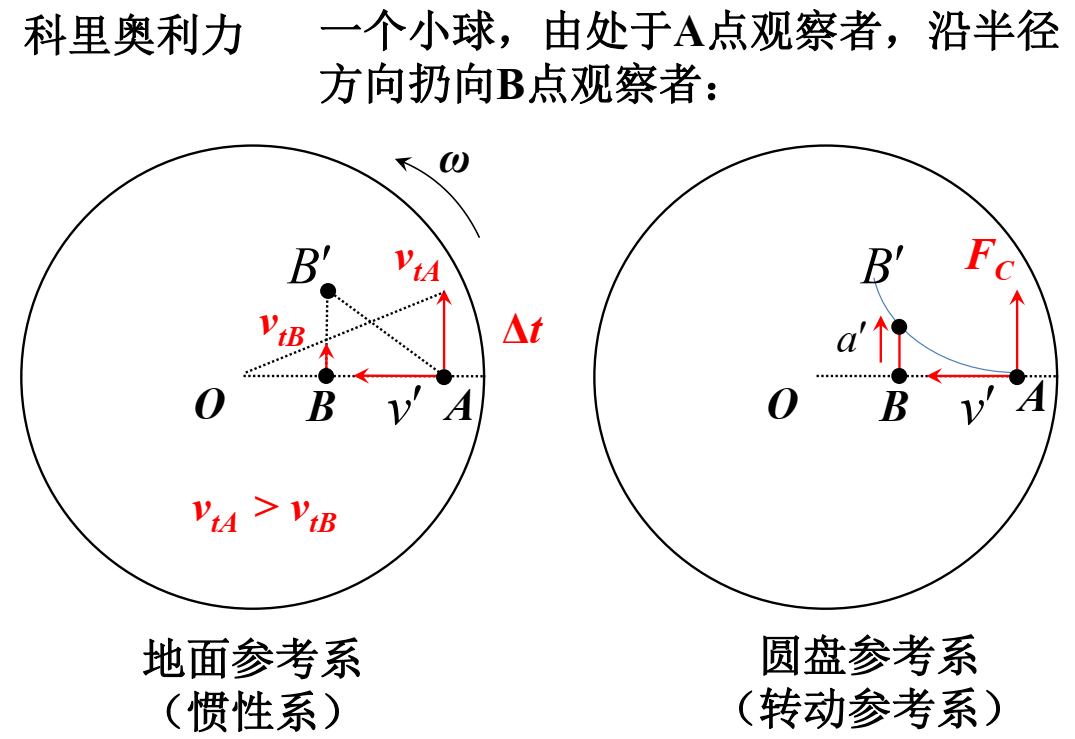 科里奥利力
一个小球，由处于A点观察者，沿半径
方向扔向B点观察者：
ω
B′
v_tA
v_tB
Δt
O
B
v′
A
v_tA > v_tB
地面参考系
（惯性系）
B′
F_C
a′
O
B
v′
A
圆盘参考系
（转动参考系）